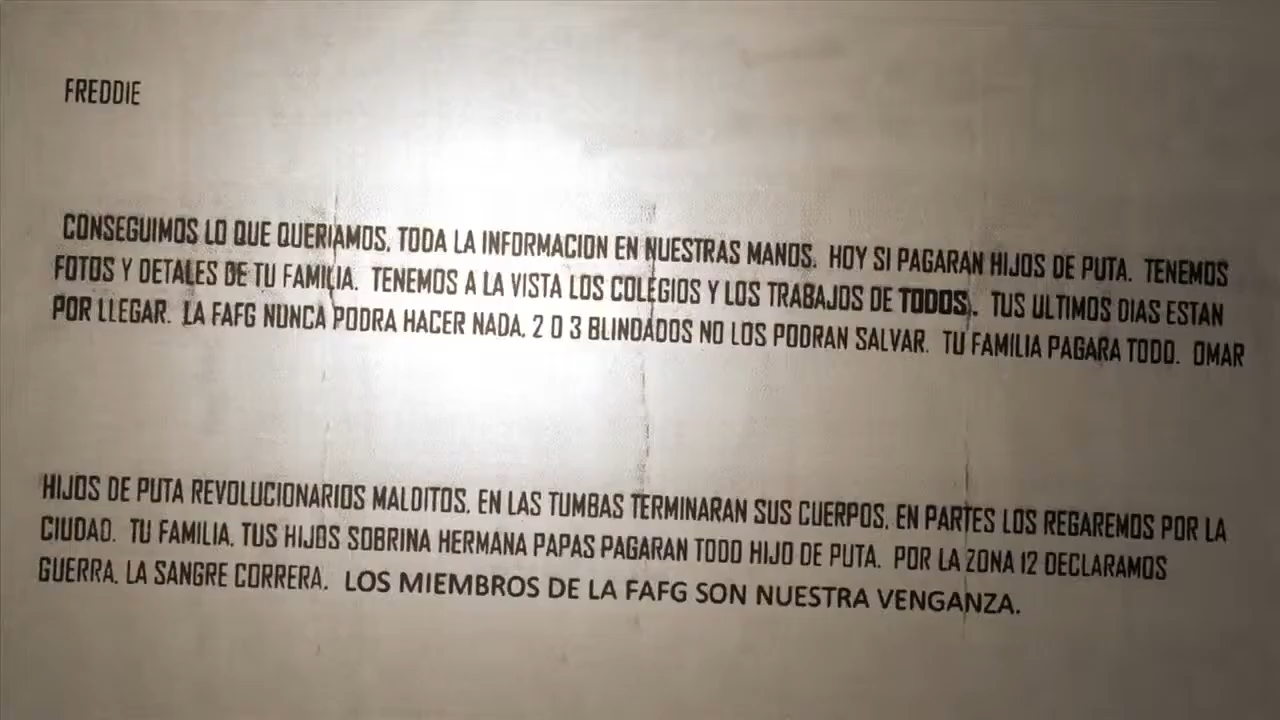 FREDDIE
CONSEGUIMOS LO QUE QUERIAMOS. TODA LA INFORMACION EN NUESTRAS MANOS. HOY SI PAGARAN HIJOS DE PUTA. TENEMOS
FOTOS Y DETALES DE TU FAMILIA. TENEMOS A LA VISTA LOS COLEGIOS Y LOS TRABAJOS DE TODOS). TUS ULTIMOS DIAS ESTAN
POR LLEGAR. LA FAFG NUNCA PODRA HACER NADA. 2 O 3 BLINDADOS NO LOS PODRAN SALVAR. TU FAMILIA PAGARA TODO. OMAR
HIJOS DE PUTA REVOLUCIONARIOS MALDITOS. EN LAS TUMBAS TERMINARAN SUS CUERPOS. EN PARTES LOS REGAREMOS POR LA
CIUDAD. TU FAMILIA. TUS HIJOS SOBRINA HERMANA PAPAS PAGARAN TODO HIJO DE PUTA. POR LA ZONA 12 DECLARAMOS
GUERRA. LA SANGRE CORRERA. LOS MIEMBROS DE LA FAFG SON NUESTRA VENGANZA.